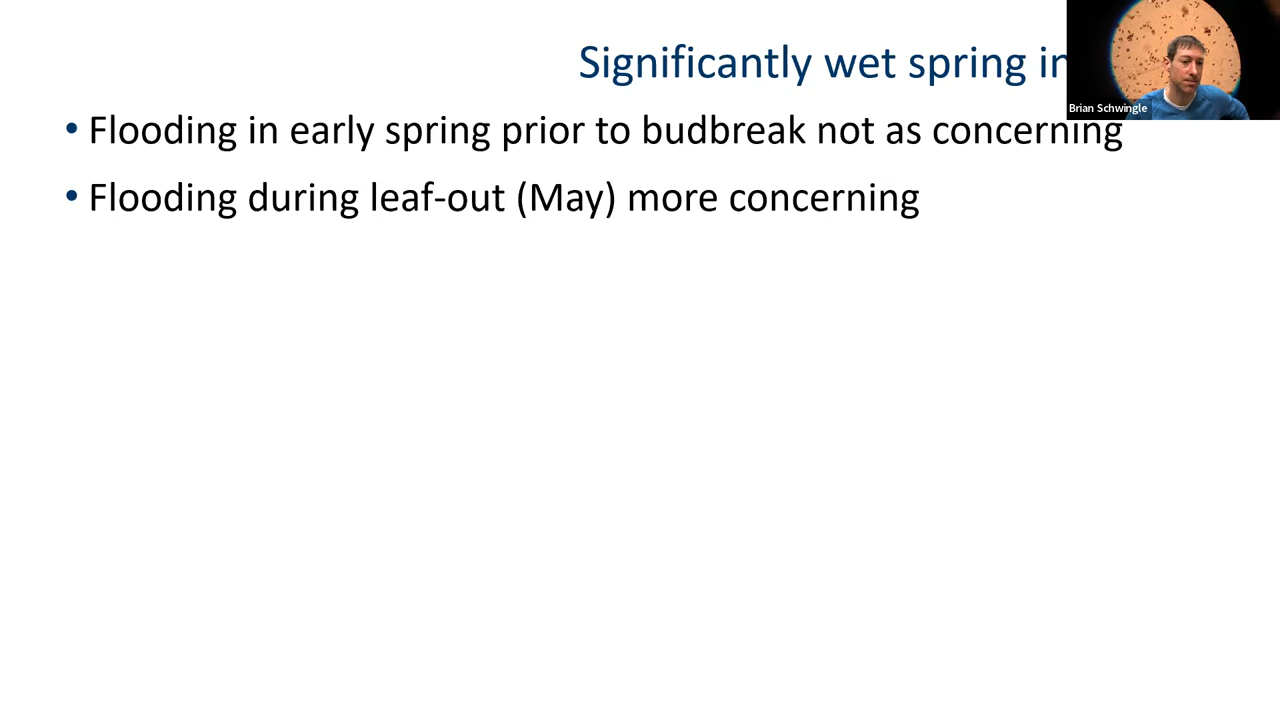 Significantly wet spring in
• Flooding in early spring prior to budbreak not as concerning
• Flooding during leaf-out (May) more concerning
Brian Schwingle